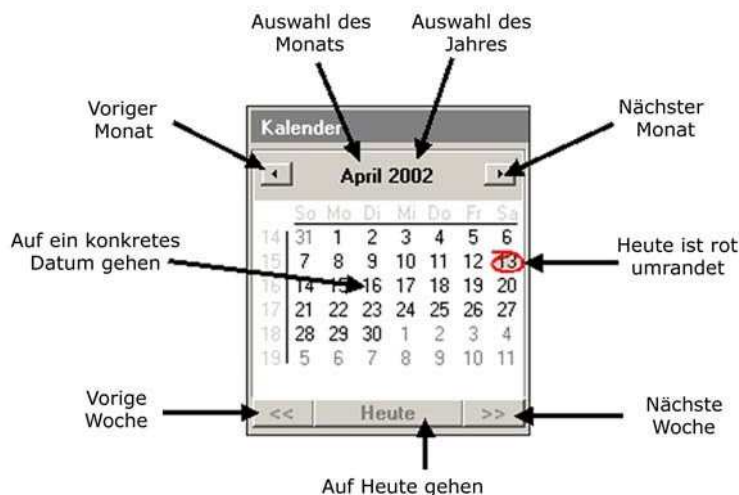 Auswahl des
Monats
Auswahl des
Jahres
Voriger
Monat
Nächster
Monat
Kalender
April 2002
So Mo Di Mi Do Fr Sa
14 31 1 2 3 4 5 6
15 7 8 9 10 11 12 13
16 14 15 16 17 18 19 20
17 21 22 23 24 25 26 27
18 28 29 30 1 2 3 4
19 5 6 7 8 9 10 11
Auf ein konkretes
Datum gehen
Heute ist rot
umrandet
Vorige
Woche
<< Heute >>
Nächste
Woche
Auf Heute gehen